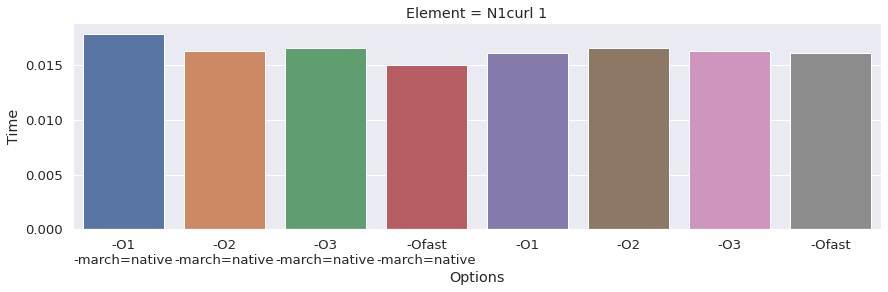 Element = N1curl 1
Time
0.015
0.010
0.005
0.000
-O1 -O2 -O3 -Ofast -O1 -O2 -O3 -Ofast
-march=native -march=native -march=native -march=native
Options